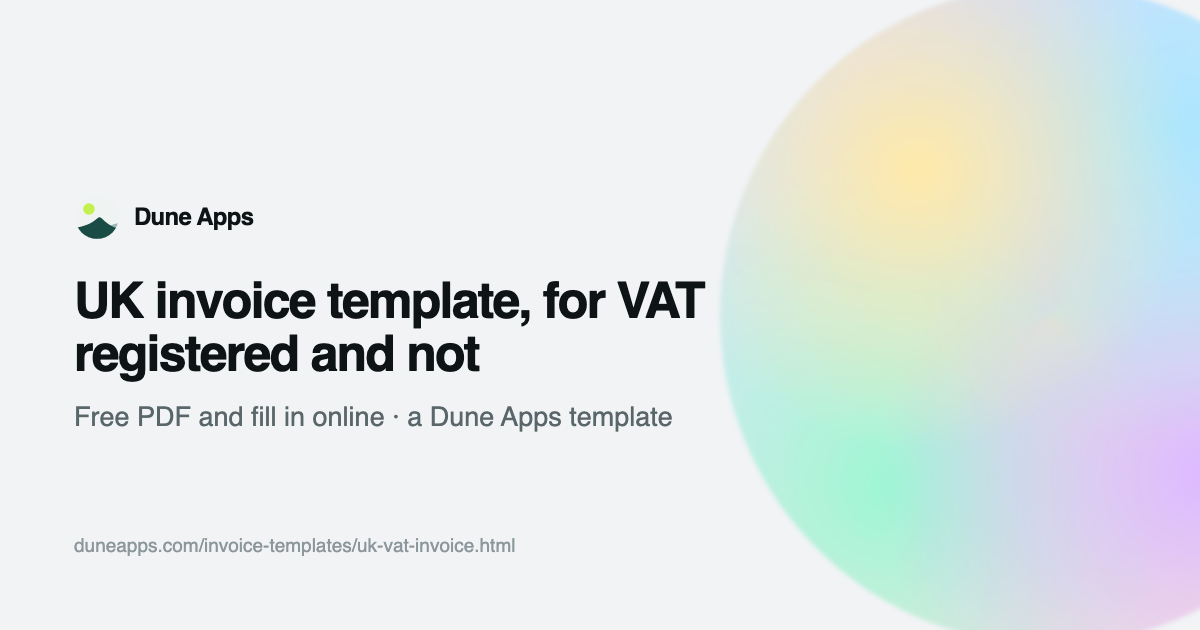 Dune Apps
UK invoice template, for VAT
registered and not
Free PDF and fill in online · a Dune Apps template
duneapps.com/invoice-templates/uk-vat-invoice.html